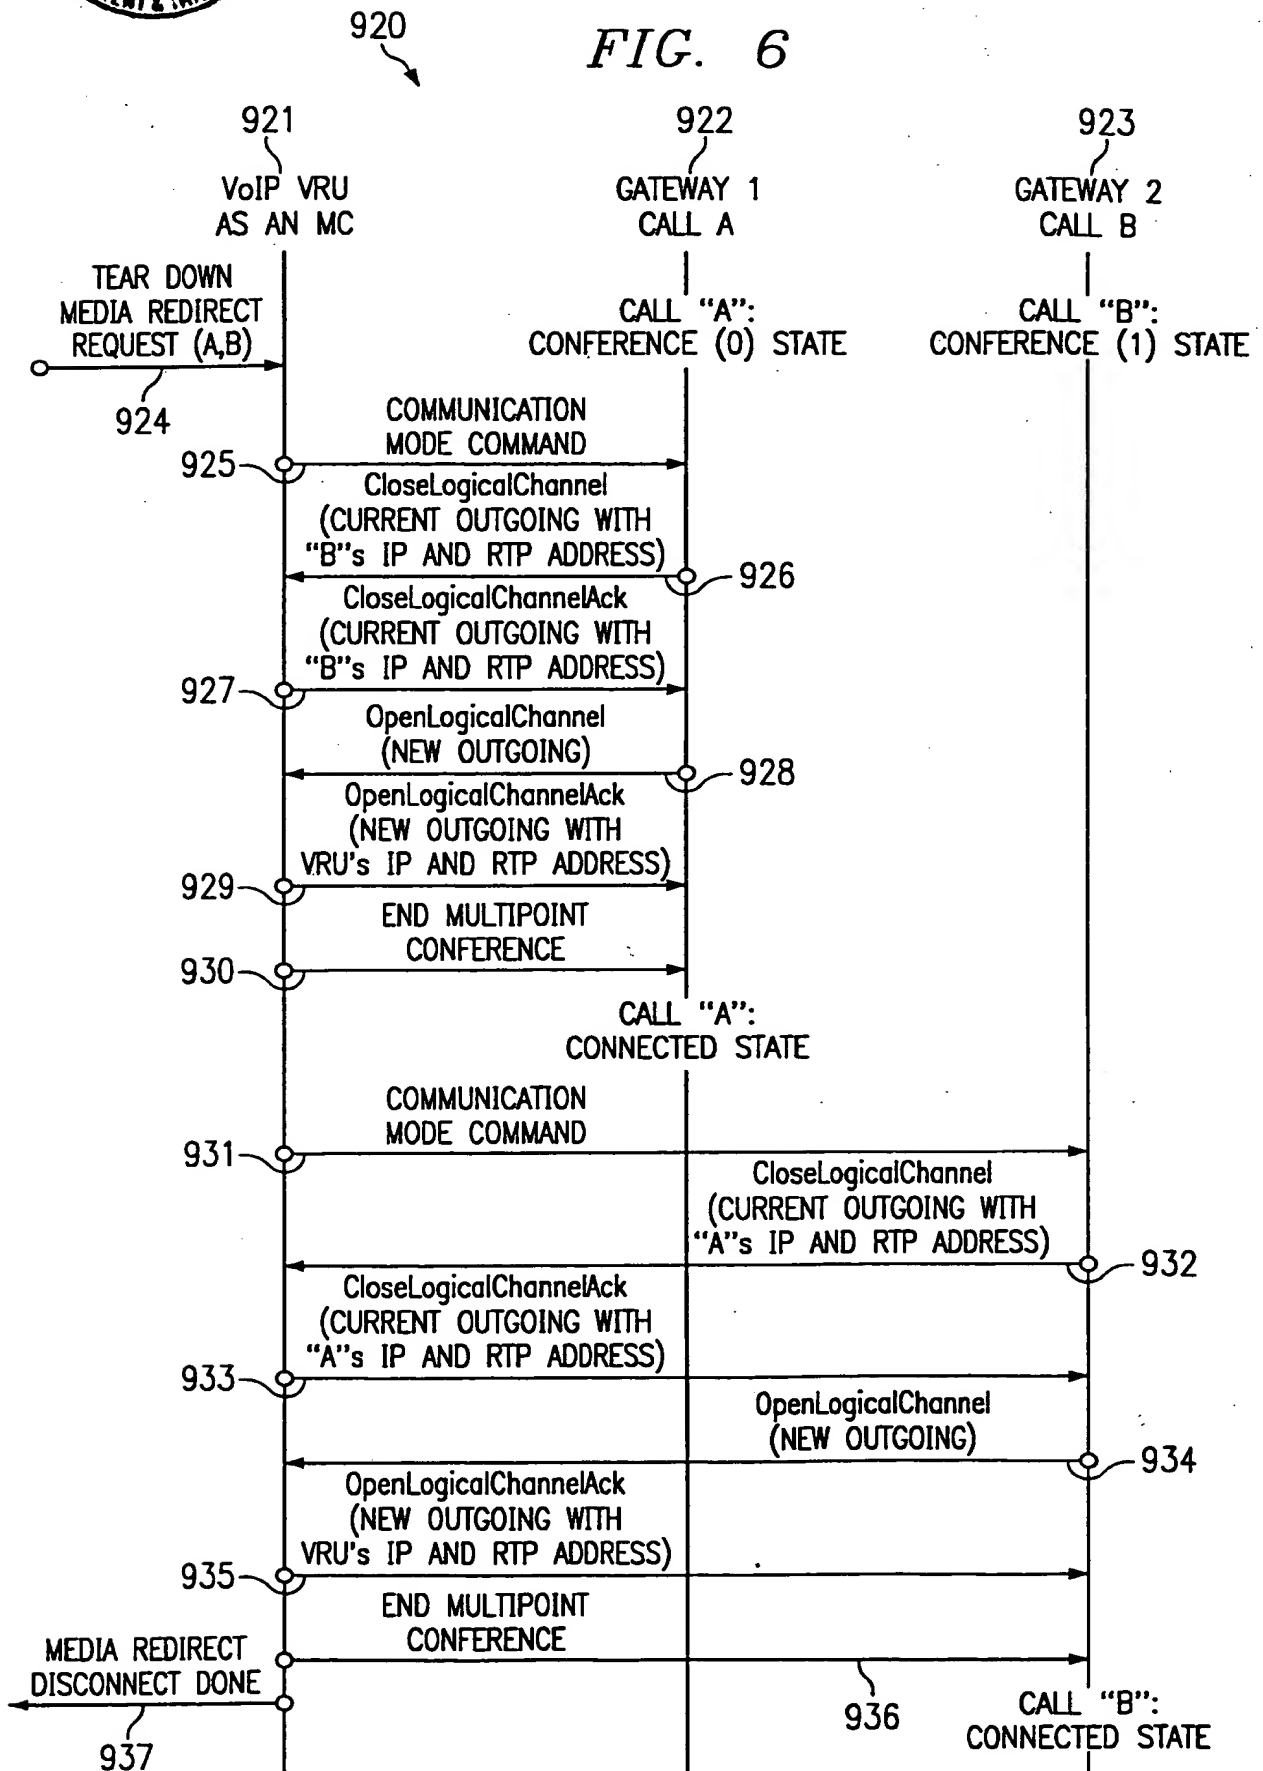 920
FIG. 6
921
922
923
VoIP VRU
AS AN MC
GATEWAY 1
CALL A
GATEWAY 2
CALL B
TEAR DOWN
MEDIA REDIRECT
REQUEST (A,B)
CALL "A":
CONFERENCE (0) STATE
CALL "B":
CONFERENCE (1) STATE
924
COMMUNICATION
MODE COMMAND
925
CloseLogicalChannel
(CURRENT OUTGOING WITH
"B"s IP AND RTP ADDRESS)
926
CloseLogicalChannelAck
(CURRENT OUTGOING WITH
"B"s IP AND RTP ADDRESS)
927
OpenLogicalChannel
(NEW OUTGOING)
928
OpenLogicalChannelAck
(NEW OUTGOING WITH
VRU's IP AND RTP ADDRESS)
929
END MULTIPOINT
CONFERENCE
930
CALL "A":
CONNECTED STATE
COMMUNICATION
MODE COMMAND
931
CloseLogicalChannel
(CURRENT OUTGOING WITH
"A"s IP AND RTP ADDRESS)
932
CloseLogicalChannelAck
(CURRENT OUTGOING WITH
"A"s IP AND RTP ADDRESS)
933
OpenLogicalChannel
(NEW OUTGOING)
934
OpenLogicalChannelAck
(NEW OUTGOING WITH
VRU's IP AND RTP ADDRESS)
935
END MULTIPOINT
CONFERENCE
936
MEDIA REDIRECT
DISCONNECT DONE
937
CALL "B":
CONNECTED STATE